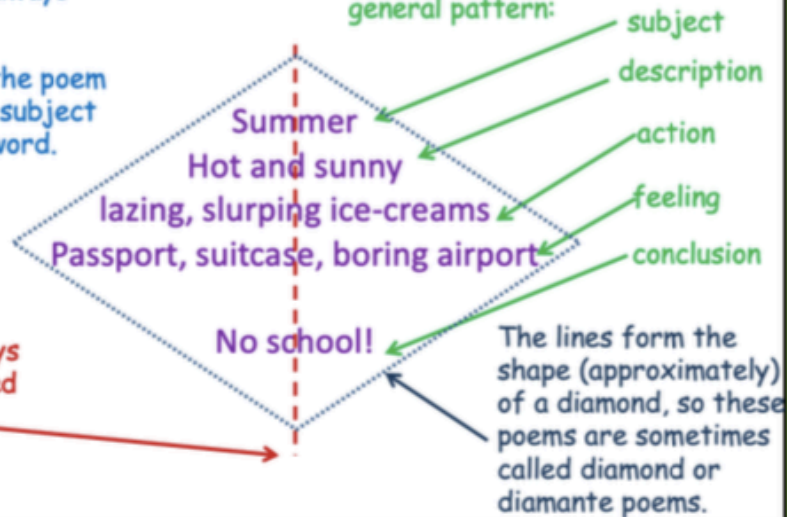 general pattern:
subject
description
action
feeling
conclusion
he poem
subject
word.
Summer
Hot and sunny
lazing, slurping ice-creams
Passport, suitcase, boring airport
No school!
The lines form the
shape (approximately)
of a diamond, so these
poems are sometimes
called diamond or
diamante poems.